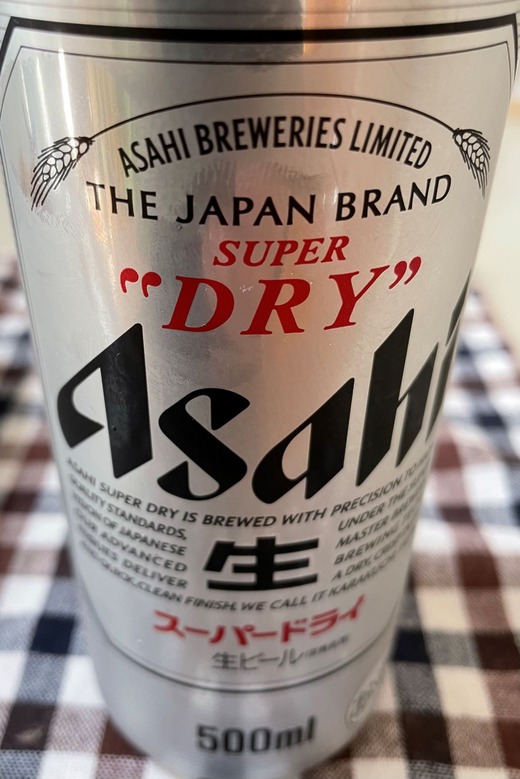 ASAHI BREWERIES LIMITED
THE JAPAN BRAND
SUPER
“DRY”
Asahi
ASAHI SUPER DRY IS BREWED WITH PRECISION TO
QUALITY STANDARDS,
UNDER THE
OF JAPANESE
MASTER
OUR ADVANCED
BREWING
DELIVER
A DRY,
QUICK, CLEAN FINISH. WE CALL IT KARAKUCHI
生
スーパードライ
生ビール
500ml